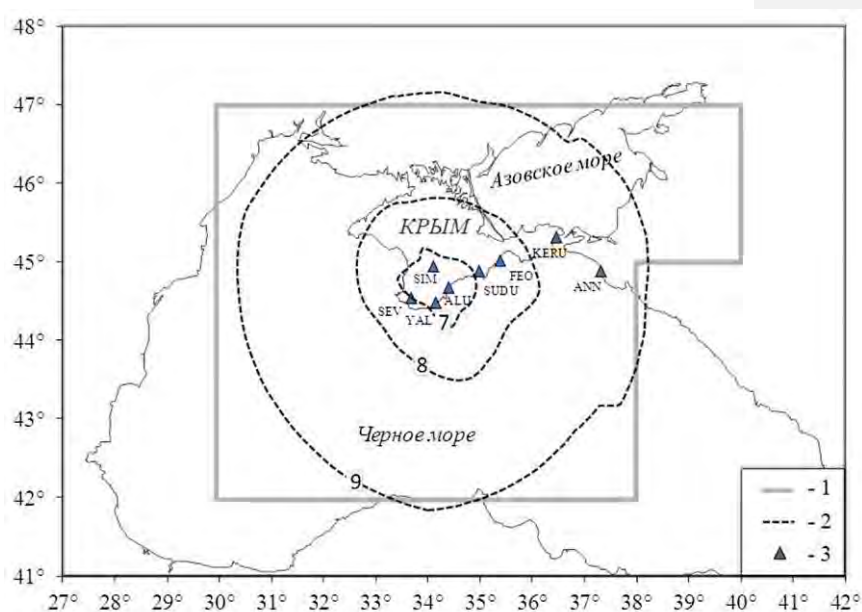 48°
47°
46°
45°
44°
43°
42°
41°
27° 28° 29° 30° 31° 32° 33° 34° 35° 36° 37° 38° 39° 40° 41° 42°
Азовское море
КРЫМ
KERU
FEO
SIM
SUDU
ANN
ALU
SEV
YAL
7
8
Черное море
9
- 1
- 2
- 3